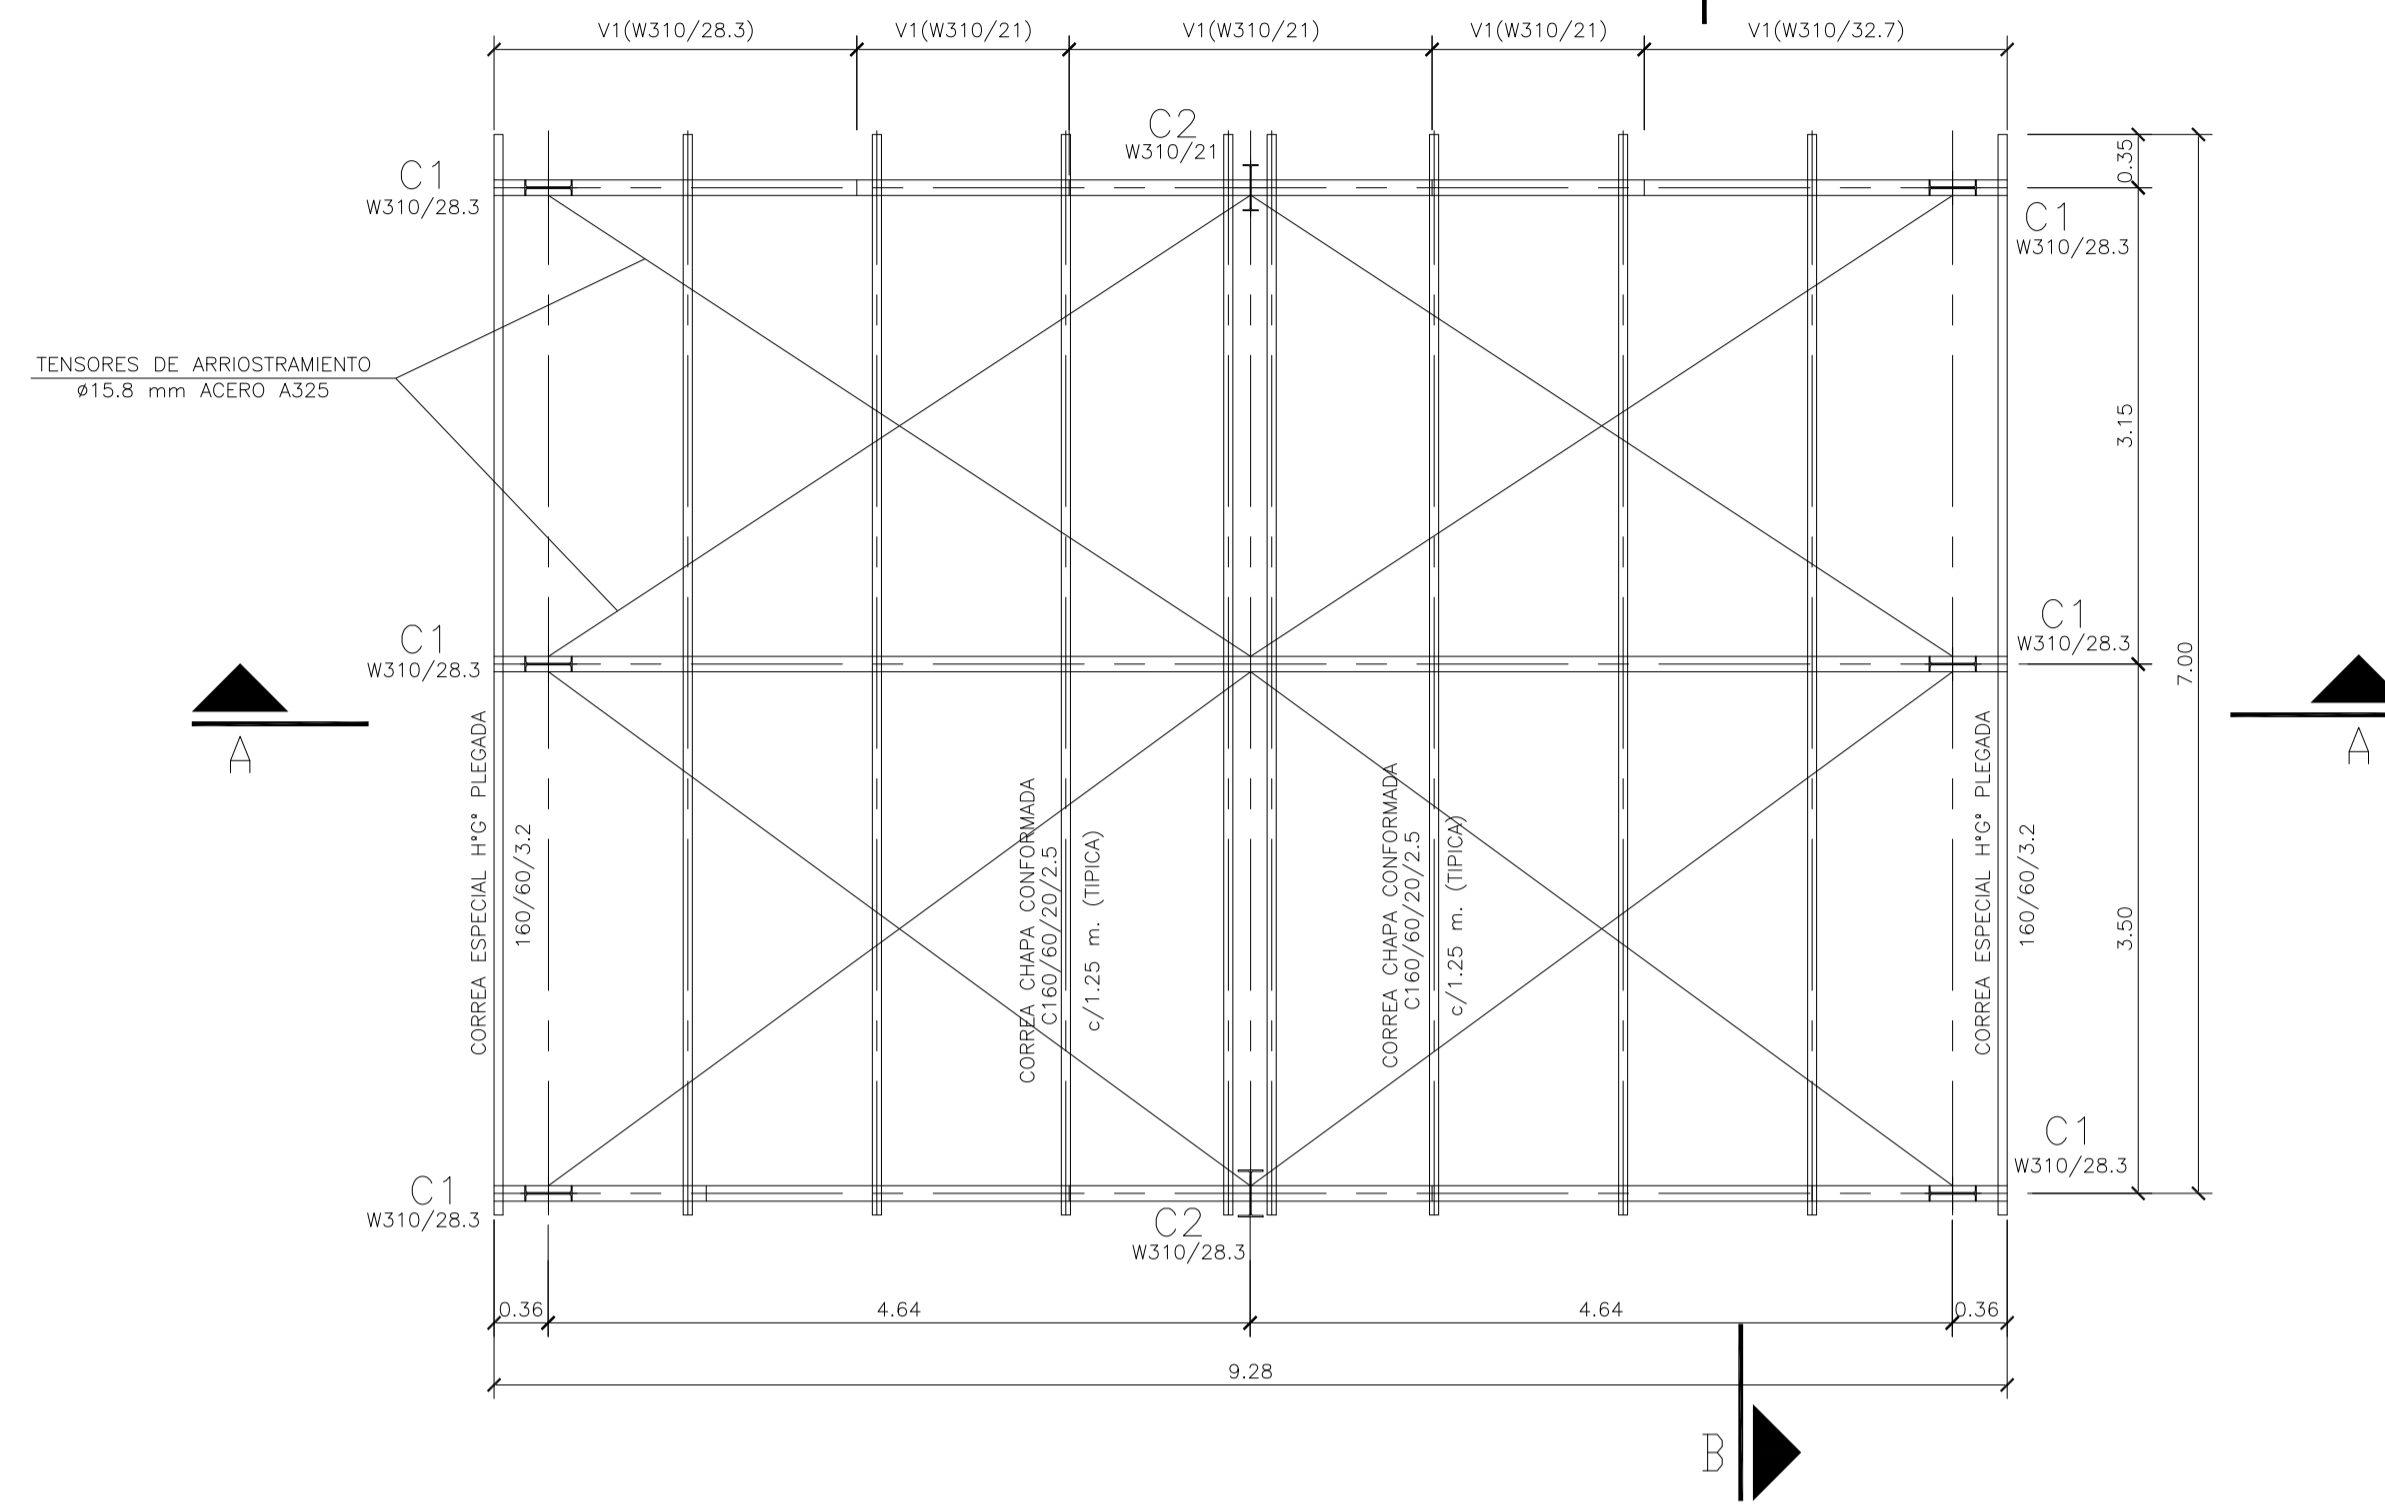 V1(W310/28.3)
V1(W310/21)
V1(W310/21)
V1(W310/21)
V1(W310/32.7)
C2
W310/21
C1
W310/28.3
C1
W310/28.3
0.35
TENSORES DE ARRIOSTRAMIENTO
ø15.8 mm ACERO A325
3.15
C1
W310/28.3
C1
W310/28.3
7.00
A
A
CORREA ESPECIAL HºGº PLEGADA
160/60/3.2
CORREA CHAPA CONFORMADA
C160/60/20/2.5
c/1.25 m. (TIPICA)
CORREA CHAPA CONFORMADA
C160/60/20/2.5
c/1.25 m. (TIPICA)
CORREA ESPECIAL HºGº PLEGADA
160/60/3.2
3.50
C1
W310/28.3
C2
W310/28.3
C1
W310/28.3
0.36
4.64
4.64
0.36
9.28
B